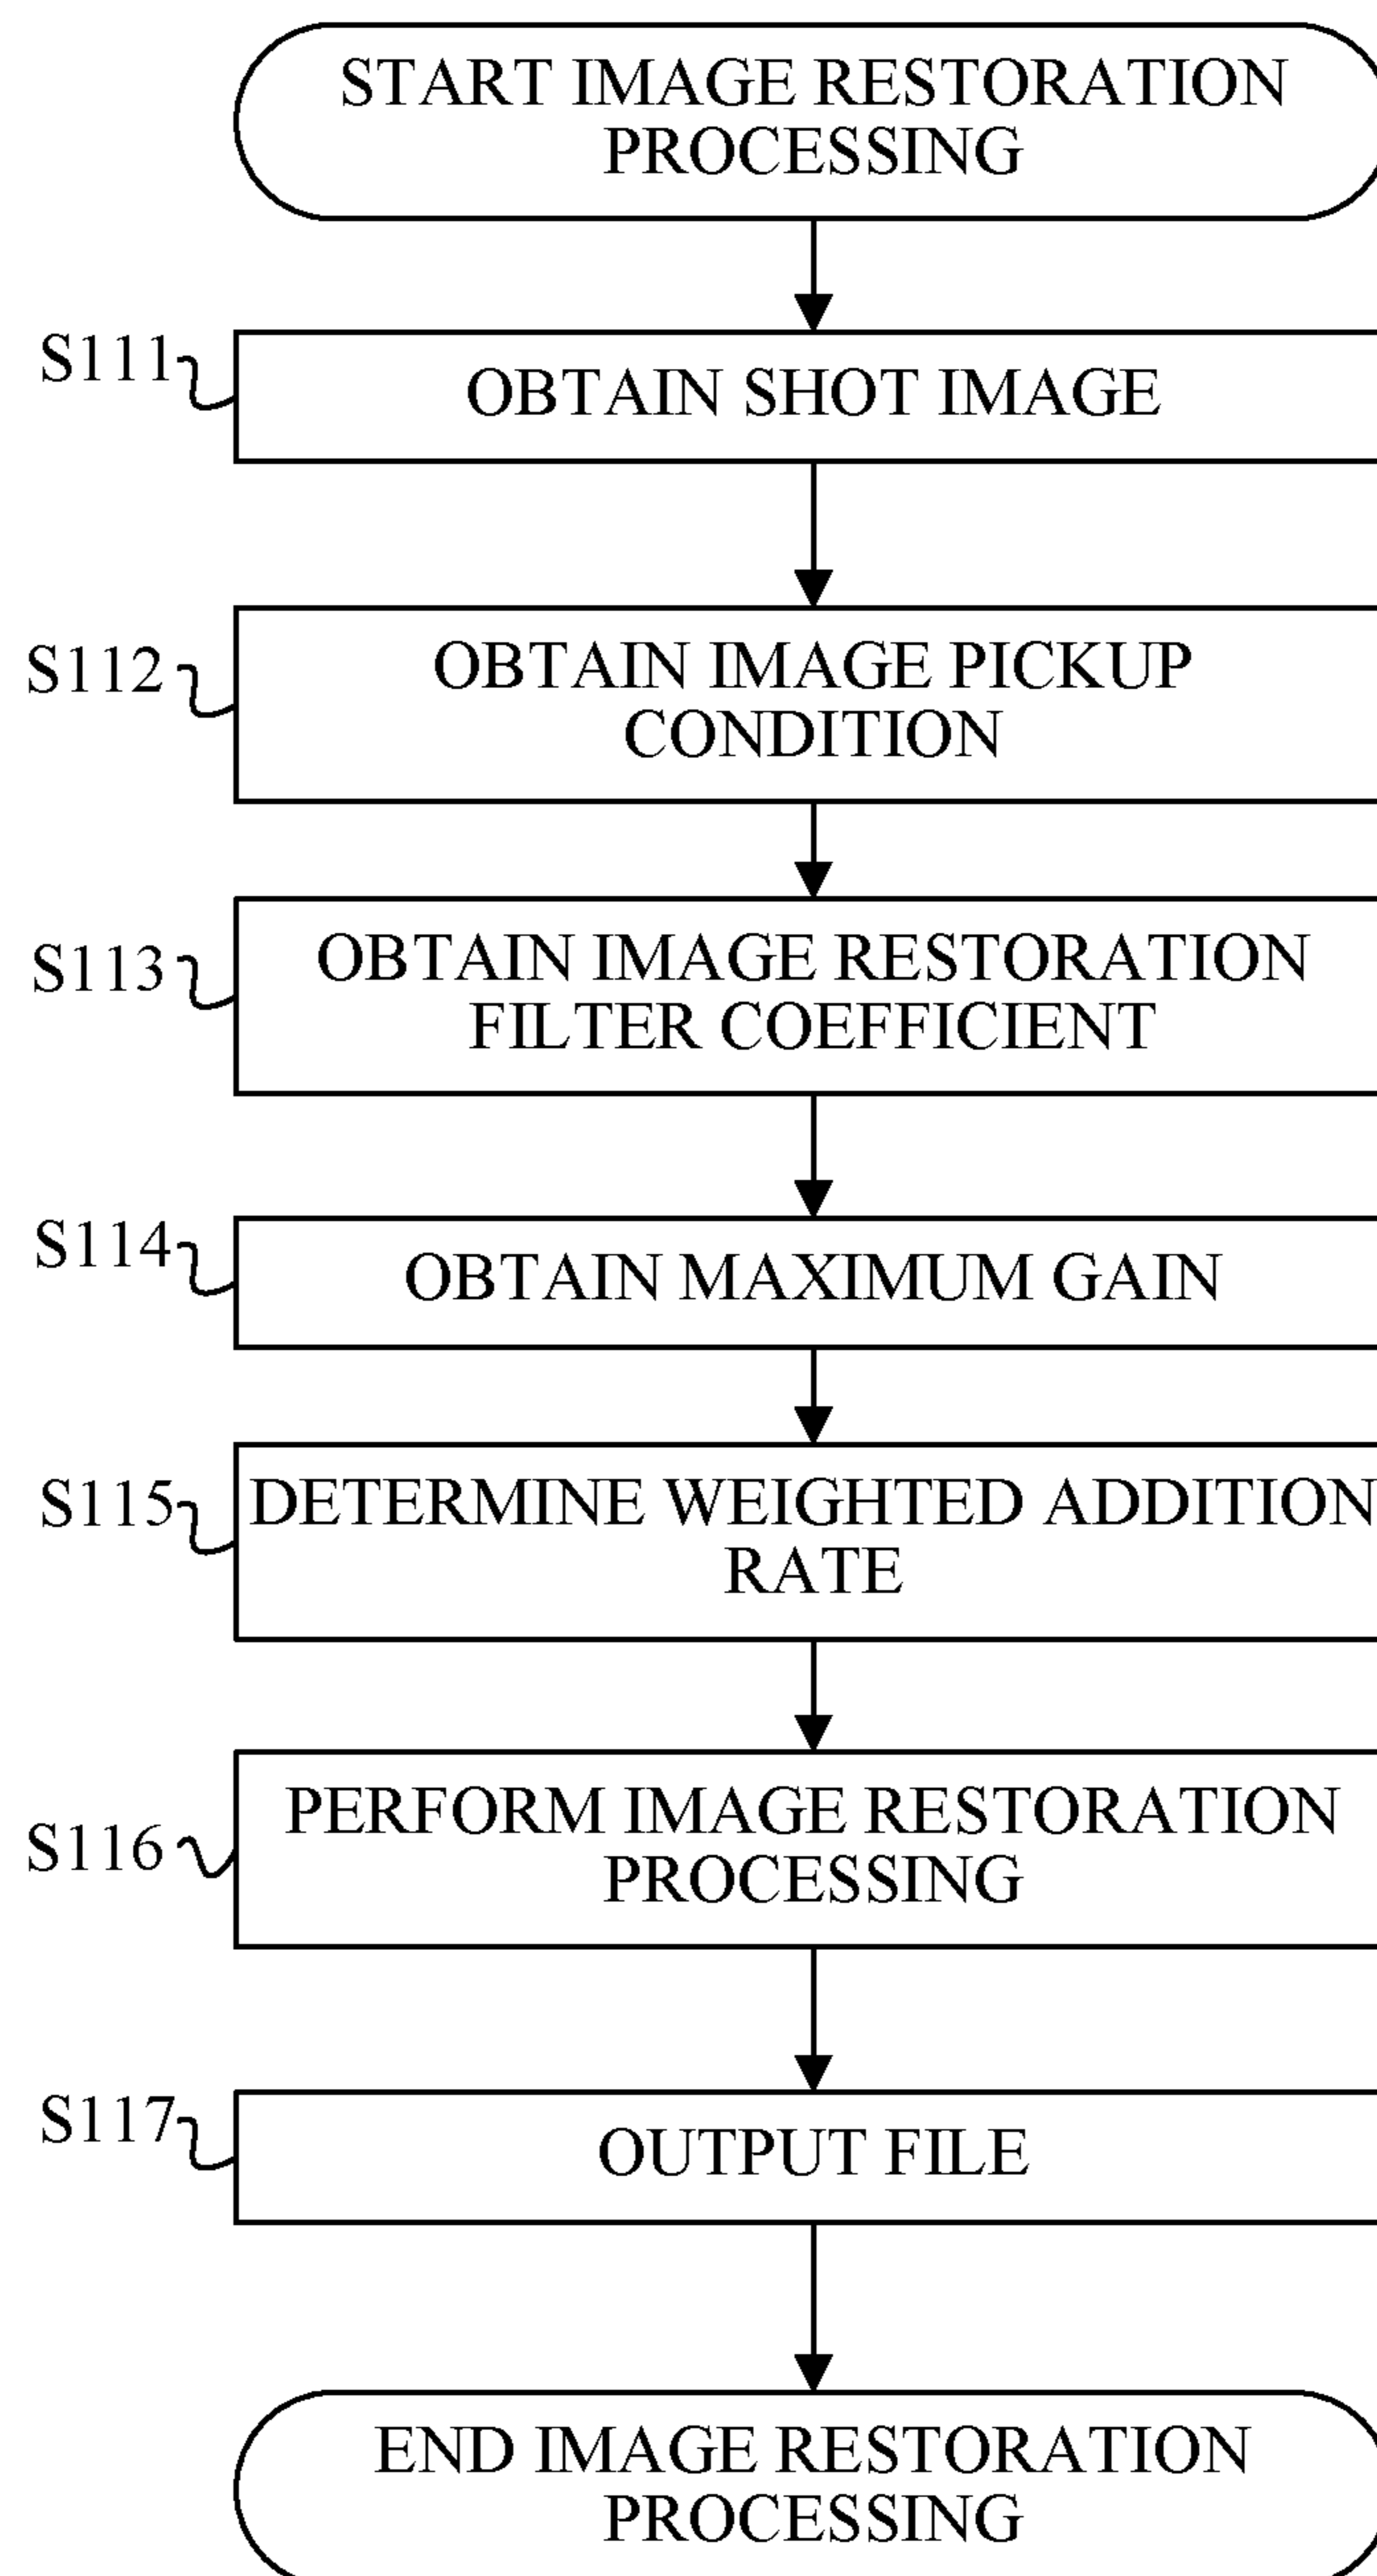 START IMAGE RESTORATION
PROCESSING
S111
OBTAIN SHOT IMAGE
S112
OBTAIN IMAGE PICKUP
CONDITION
S113
OBTAIN IMAGE RESTORATION
FILTER COEFFICIENT
S114
OBTAIN MAXIMUM GAIN
S115
DETERMINE WEIGHTED ADDITION
RATE
S116
PERFORM IMAGE RESTORATION
PROCESSING
S117
OUTPUT FILE
END IMAGE RESTORATION
PROCESSING